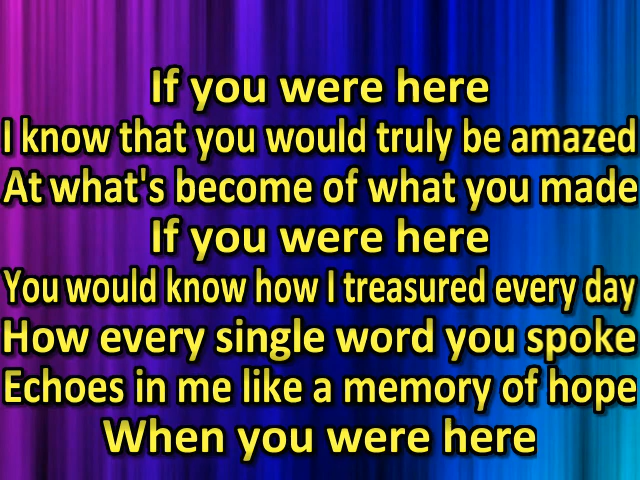 If you were here
I know that you would truly be amazed
At what's become of what you made
If you were here
You would know how I treasured every day
How every single word you spoke
Echoes in me like a memory of hope
When you were here